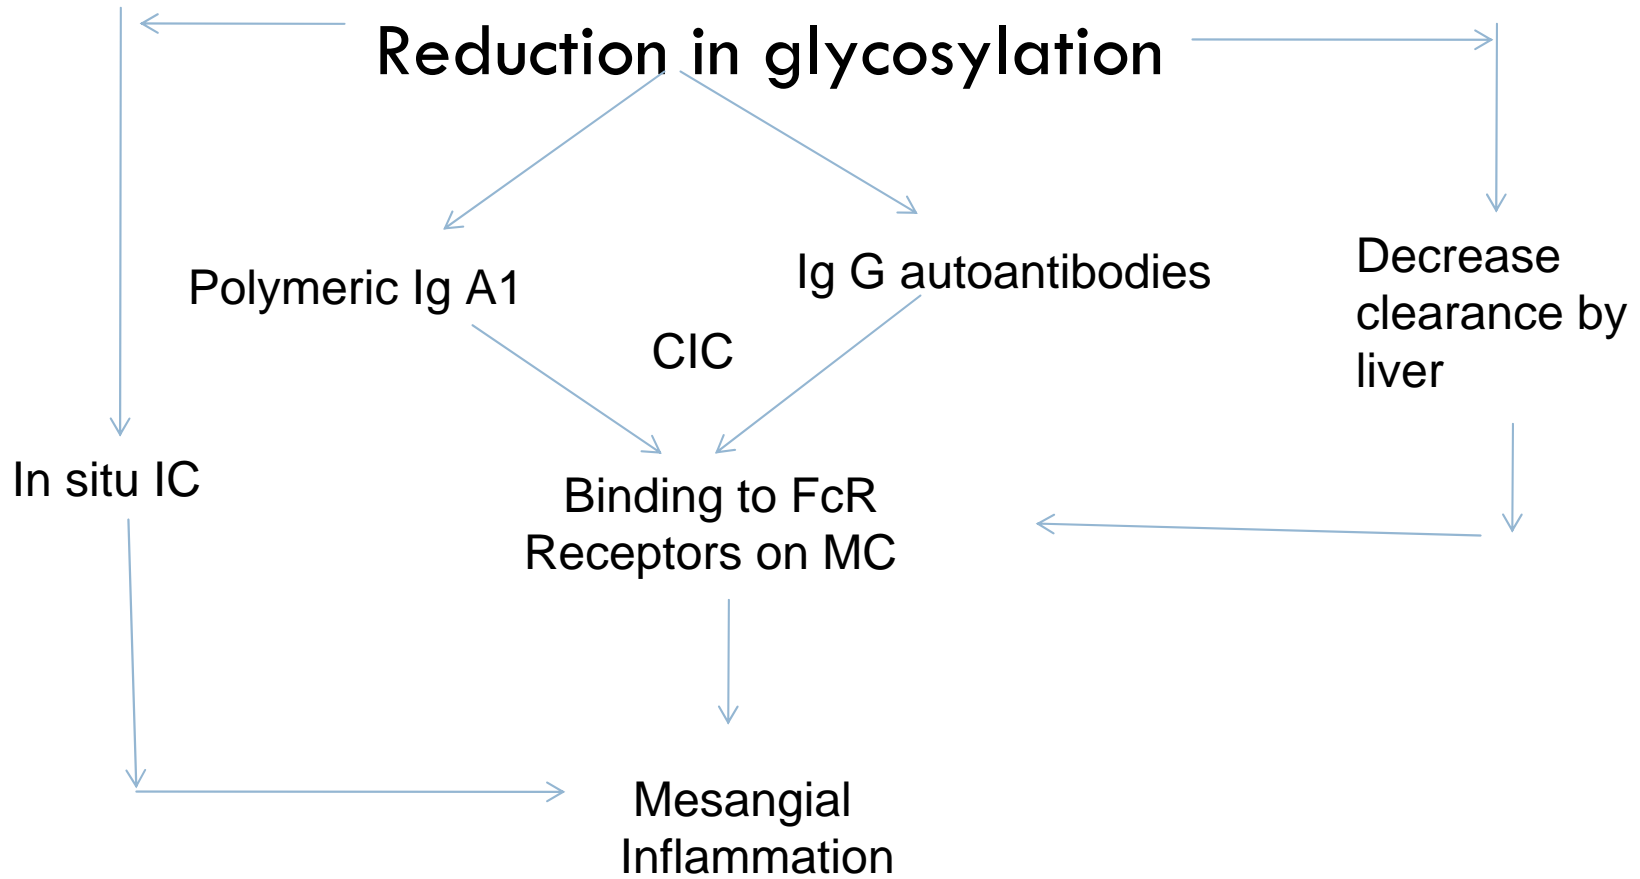 Reduction in glycosylation
Polymeric Ig A1
Ig G autoantibodies
Decrease
clearance by
liver
CIC
In situ IC
Binding to FcR
Receptors on MC
Mesangial
Inflammation